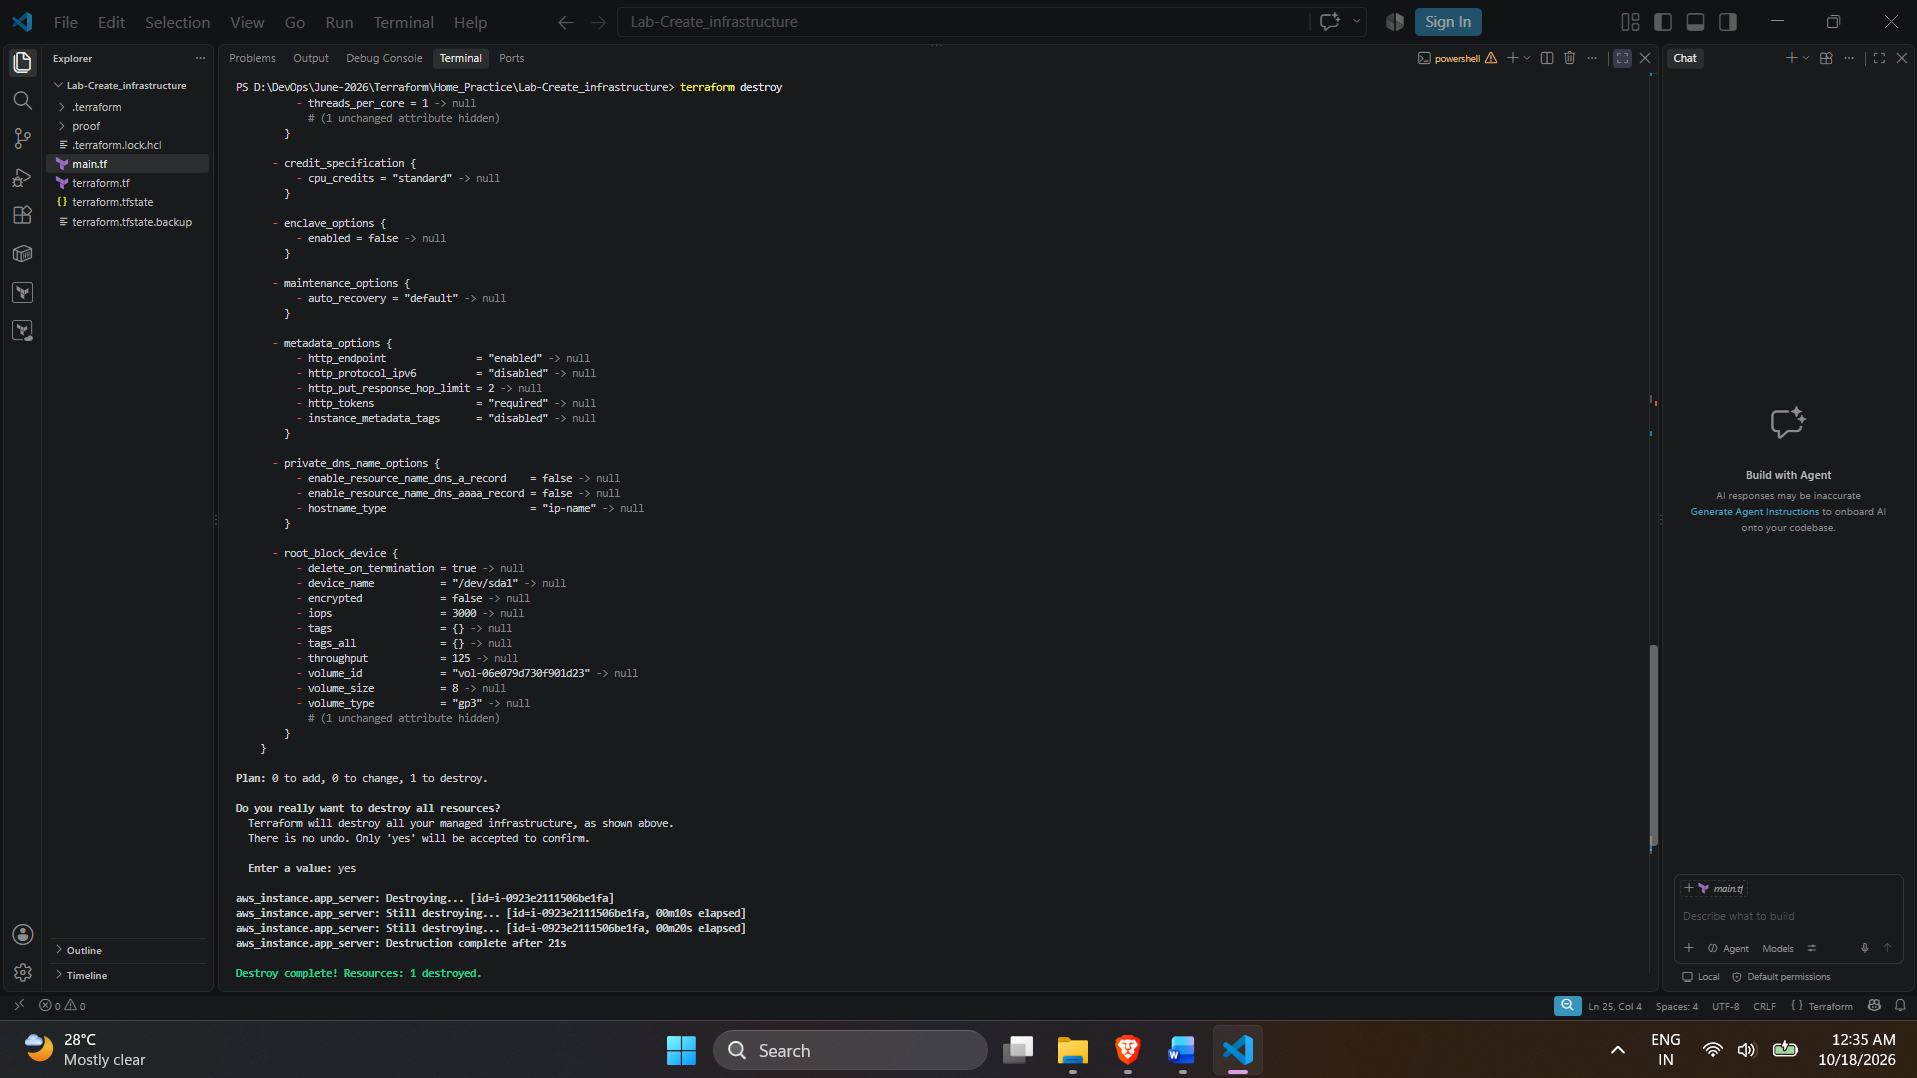 File Edit Selection View Go Run Terminal Help
Lab-Create_infrastructure
Sign In
Explorer
Lab-Create_infrastructure
.terraform
proof
.terraform.lock.hcl
main.tf
terraform.tf
terraform.tfstate
terraform.tfstate.backup
Outline
Timeline
Problems Output Debug Console Terminal Ports
powershell
PS D:\DevOps\June-2026\Terraform\Home_Practice\Lab-Create_infrastructure> terraform destroy
- threads_per_core = 1 -> null
# (1 unchanged attribute hidden)
}
- credit_specification {
- cpu_credits = "standard" -> null
}
- enclave_options {
- enabled = false -> null
}
- maintenance_options {
- auto_recovery = "default" -> null
}
- metadata_options {
- http_endpoint = "enabled" -> null
- http_protocol_ipv6 = "disabled" -> null
- http_put_response_hop_limit = 2 -> null
- http_tokens = "required" -> null
- instance_metadata_tags = "disabled" -> null
}
- private_dns_name_options {
- enable_resource_name_dns_a_record = false -> null
- enable_resource_name_dns_aaaa_record = false -> null
- hostname_type = "ip-name" -> null
}
- root_block_device {
- delete_on_termination = true -> null
- device_name = "/dev/sda1" -> null
- encrypted = false -> null
- iops = 3000 -> null
- tags = {} -> null
- tags_all = {} -> null
- throughput = 125 -> null
- volume_id = "vol-06e079d730f901d23" -> null
- volume_size = 8 -> null
- volume_type = "gp3" -> null
# (1 unchanged attribute hidden)
}
}
Plan: 0 to add, 0 to change, 1 to destroy.
Do you really want to destroy all resources?
Terraform will destroy all your managed infrastructure, as shown above.
There is no undo. Only 'yes' will be accepted to confirm.
Enter a value: yes
aws_instance.app_server: Destroying... [id=i-0923e2111506be1fa]
aws_instance.app_server: Still destroying... [id=i-0923e2111506be1fa, 00m10s elapsed]
aws_instance.app_server: Still destroying... [id=i-0923e2111506be1fa, 00m20s elapsed]
aws_instance.app_server: Destruction complete after 21s
Destroy complete! Resources: 1 destroyed.
Chat
Build with Agent
AI responses may be inaccurate
Generate Agent Instructions to onboard AI
onto your codebase.
main.tf
Describe what to build
Agent Models
Local Default permissions
0 0
Ln 25, Col 4 Spaces: 4 UTF-8 CRLF {} Terraform
28°C
Mostly clear
Search
ENG
IN
12:35 AM
10/18/2026